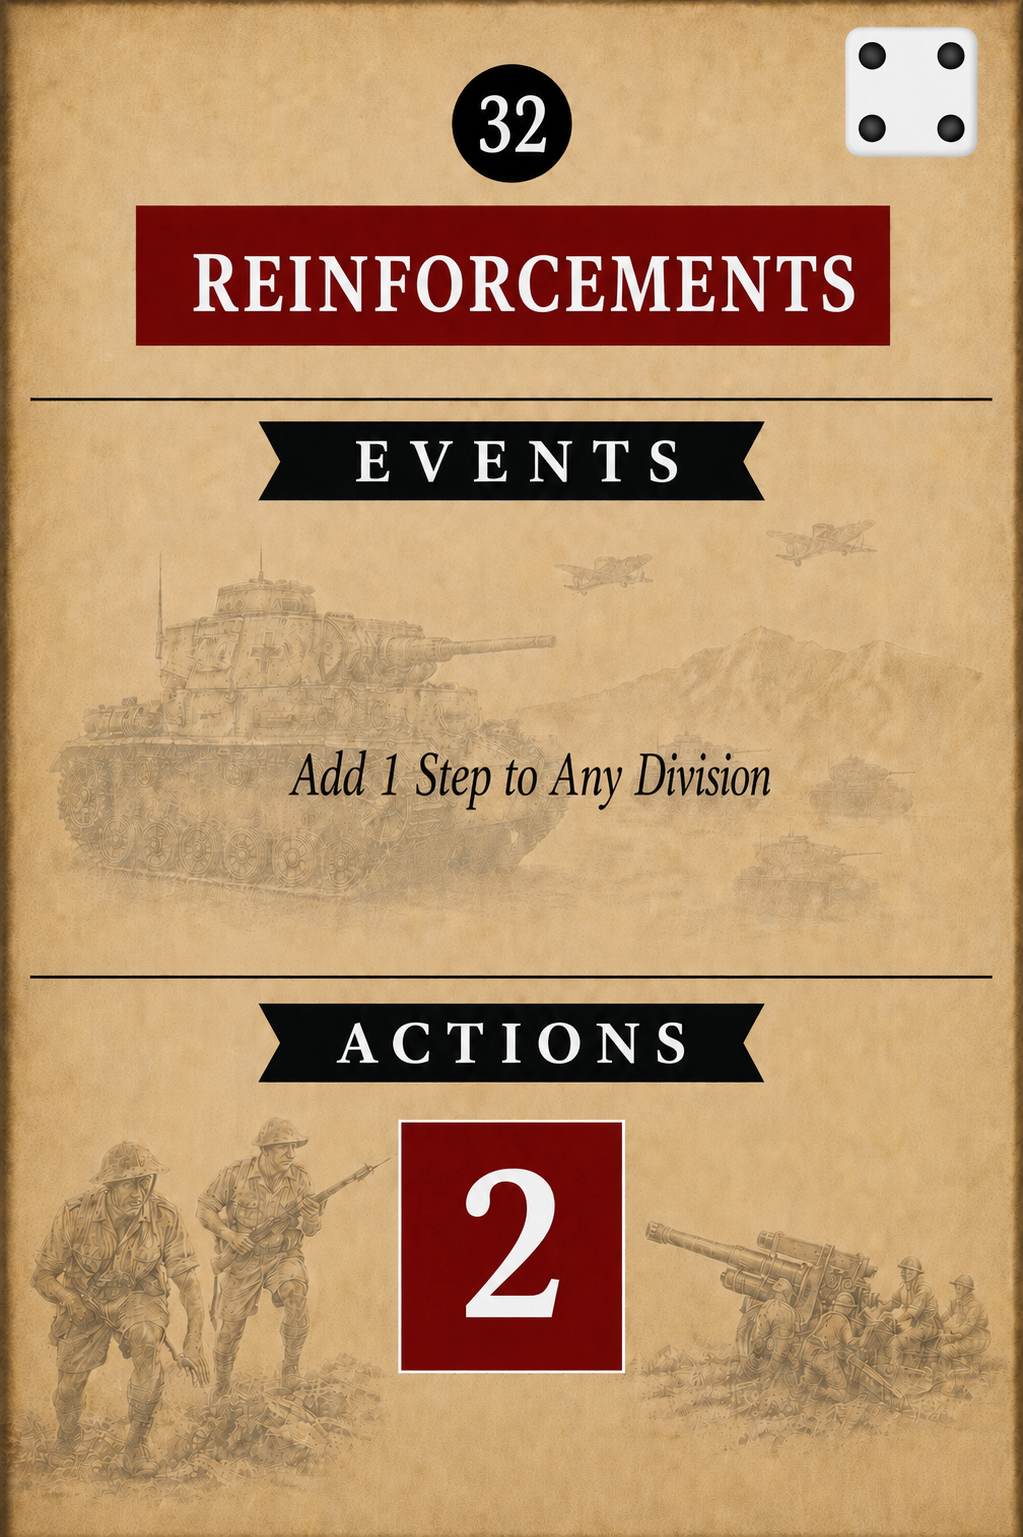 32
REINFORCEMENTS
EVENTS
Add 1 Step to Any Division
ACTIONS
2